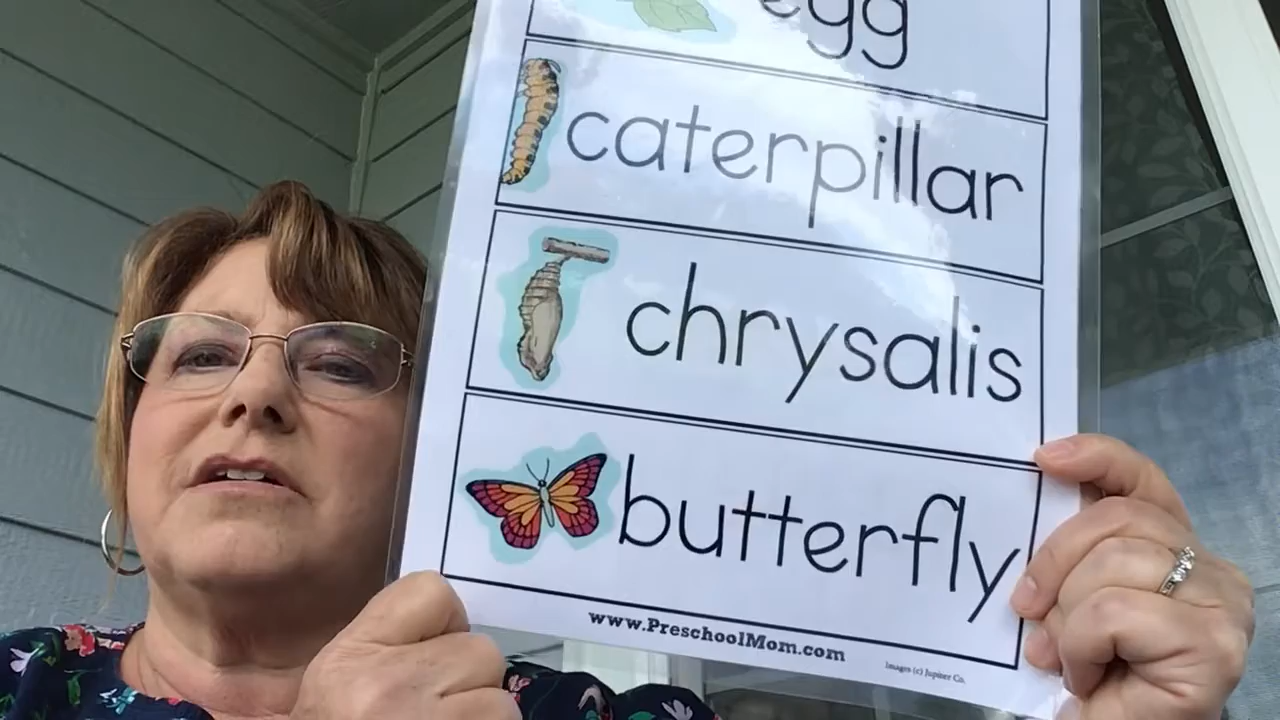 egg
caterpillar
chrysalis
butterfly
www.PreschoolMom.com
Images (c) Jupiter Co.